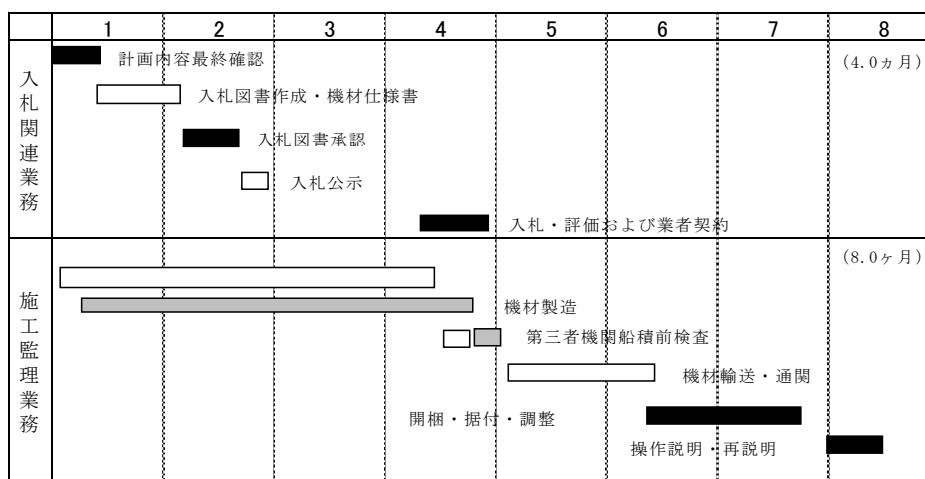 1 2 3 4 5 6 7 8
入札関連業務
計画内容最終確認
(4.0ヵ月)
入札図書作成・機材仕様書
入札図書承認
入札公示
入札・評価および業者契約
施工監理業務
(8.0ヶ月)
機材製造
第三者機関船積前検査
機材輸送・通関
開梱・据付・調整
操作説明・再説明